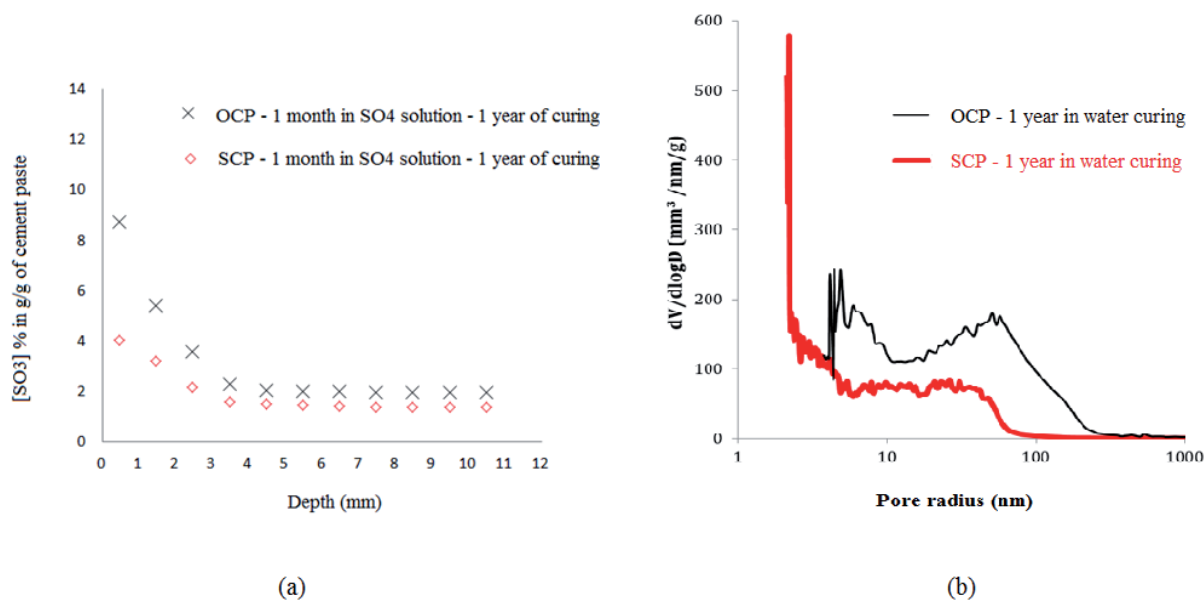 14
12
10
8
6
4
2
0
0 1 2 3 4 5 6 7 8 9 10 11 12
[SO3] % in g/g of cement paste
Depth (mm)
OCP - 1 month in SO4 solution - 1 year of curing
SCP - 1 month in SO4 solution - 1 year of curing
(a)
600
500
400
300
200
100
0
1 10 100 1000
dV/dlogD [mm³ /nm/g)
Pore radius (nm)
OCP - 1 year in water curing
SCP - 1 year in water curing
(b)